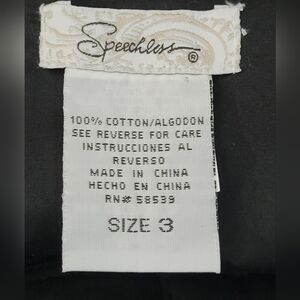 Speechless ®
100% COTTON/ALGODON
SEE REVERSE FOR CARE
INSTRUCCIONES AL
REVERSO
MADE IN CHINA
HECHO EN CHINA
RN# 58539
SIZE 3